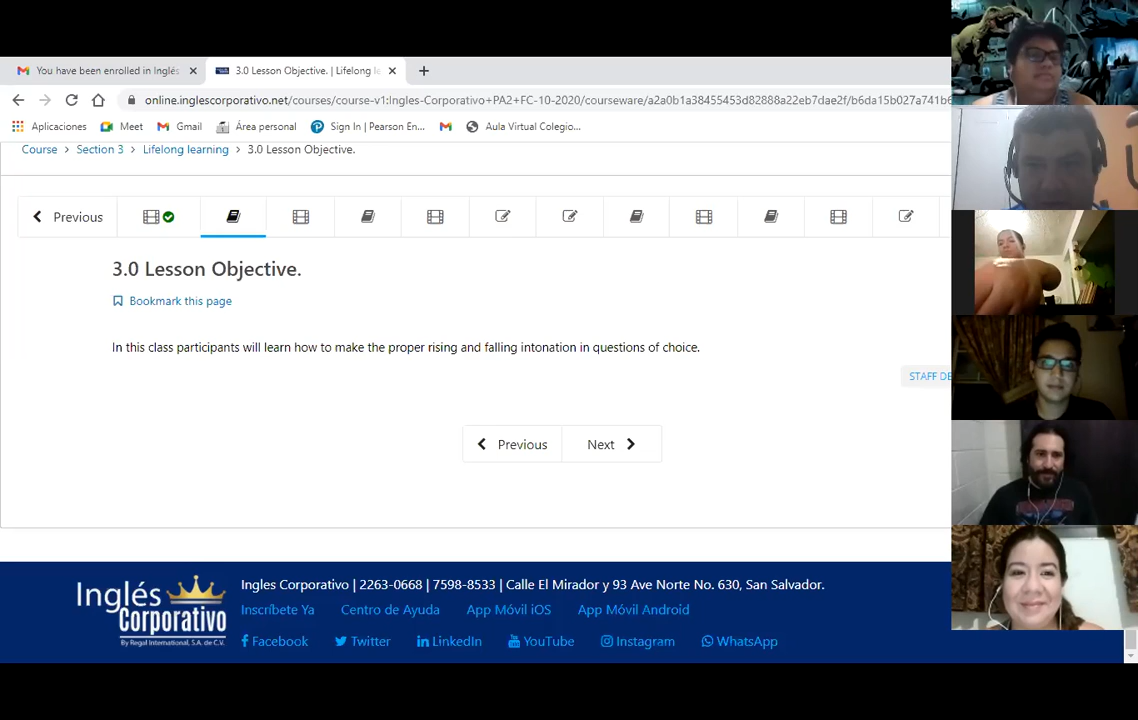 You have been enrolled in Inglés
3.0 Lesson Objective. | Lifelong le
online.inglescorporativo.net/courses/course-v1:Ingles-Corporativo+PA2+FC-10-2020/courseware/a2a0b1a38455453d82888a22eb7dae2f/b6da15b027a741b6
Aplicaciones Meet Gmail Área personal Sign In | Pearson En... Aula Virtual Colegio...
Course > Section 3 > Lifelong learning > 3.0 Lesson Objective.
Previous
3.0 Lesson Objective.
Bookmark this page
In this class participants will learn how to make the proper rising and falling intonation in questions of choice.
STAFF DE
Previous Next
Inglés Corporativo
By Regal International, S.A. de C.V.
Ingles Corporativo | 2263-0668 | 7598-8533 | Calle El Mirador y 93 Ave Norte No. 630, San Salvador.
Inscríbete Ya Centro de Ayuda App Móvil iOS App Móvil Android
Facebook Twitter LinkedIn YouTube Instagram WhatsApp